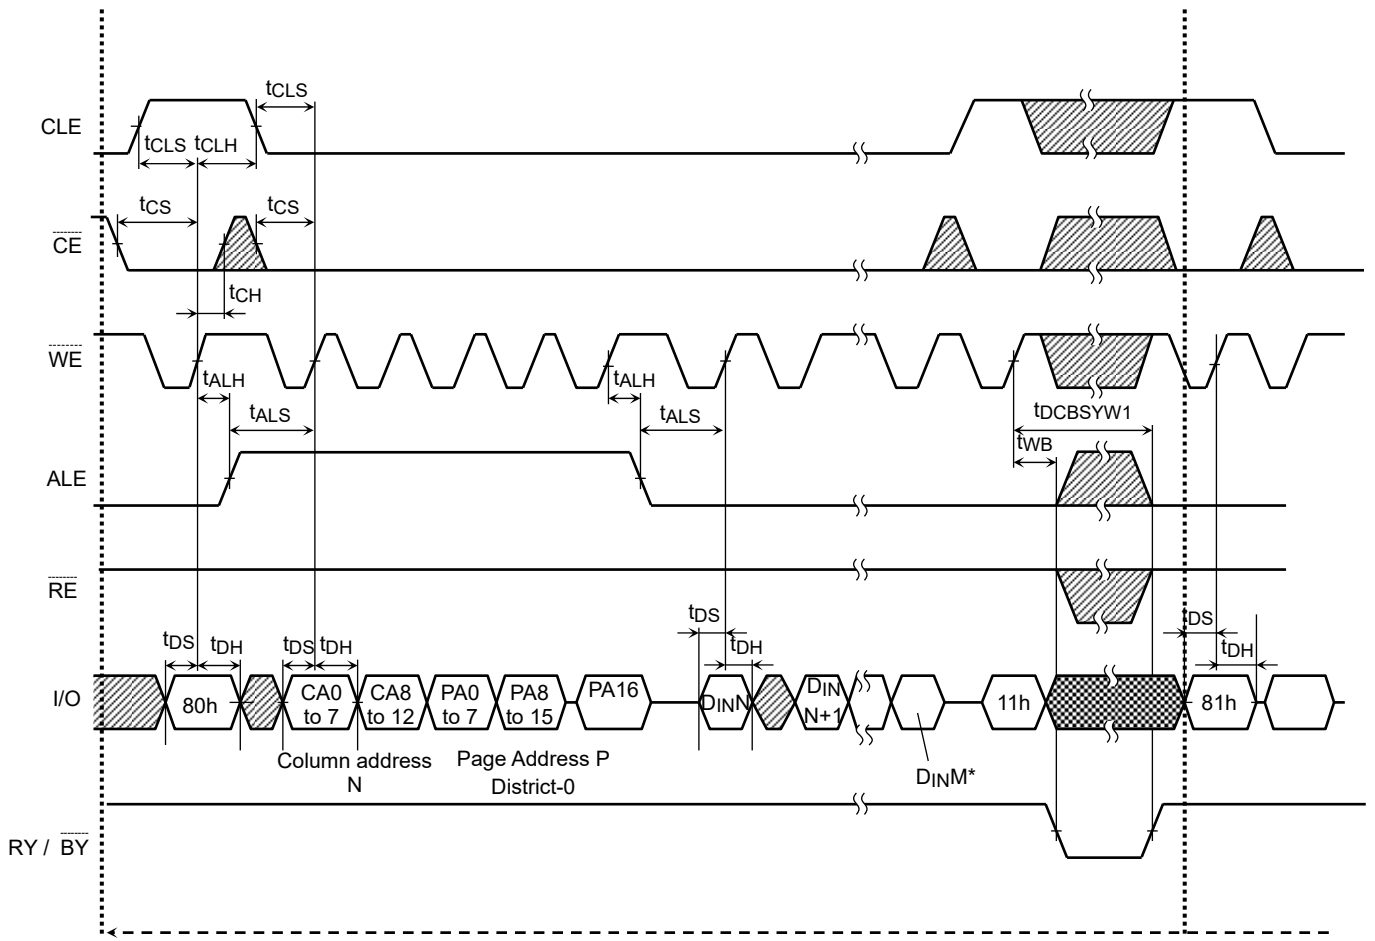 tCLS
CLE
tCLS tCLH
tCS tCS
CE
tCH
WE
tALH tALH
tALS tALS
tDCBSYW1
tWB
ALE
RE
tDS tDH tDS tDH tDS tDH DS tDH
I/O
80h
CA0 to 7
CA8 to 12
PA0 to 7
PA8 to 15
PA16
DINN
DIN N+1
11h
81h
Column address N
Page Address P
District-0
DINM*
RY / BY